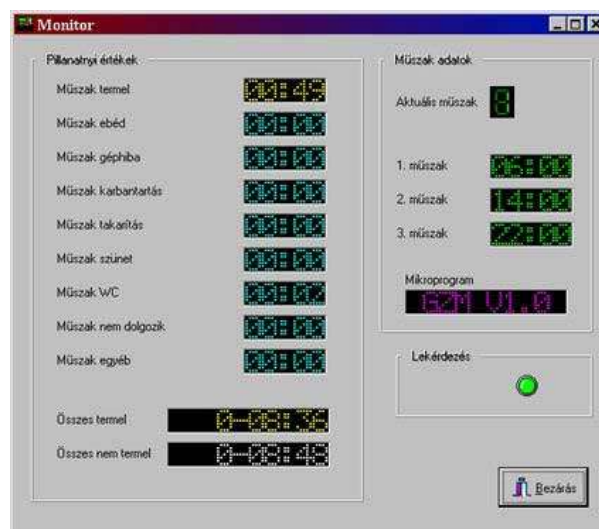 Monitor
Pillanatnyi értékek
Műszak termel 00:49
Műszak ebéd 00:00
Műszak géphiba 00:00
Műszak karbantartás 00:00
Műszak takarítás 00:00
Műszak szünet 00:00
Műszak WC 00:02
Műszak nem dolgozik 00:00
Műszak egyéb 00:00
Összes termel 0-08:36
Összes nem termel 0-08:48
Műszak adatok
Aktuális műszak
1. műszak 06:00
2. műszak 14:00
3. műszak 22:00
Mikroprogram
GZM V1.0
Lekérdezés
Bezárás